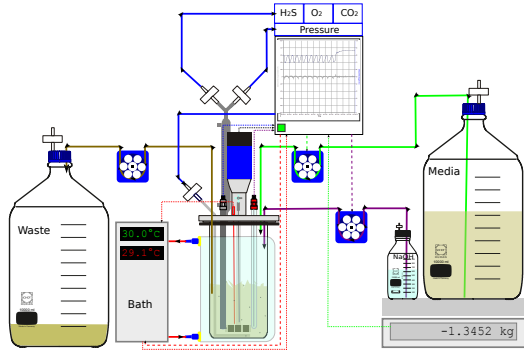 H₂S O₂ CO₂
Pressure
Media
Waste
NaOH
30.0°C
29.1°C
Bath
-1.3452 kg